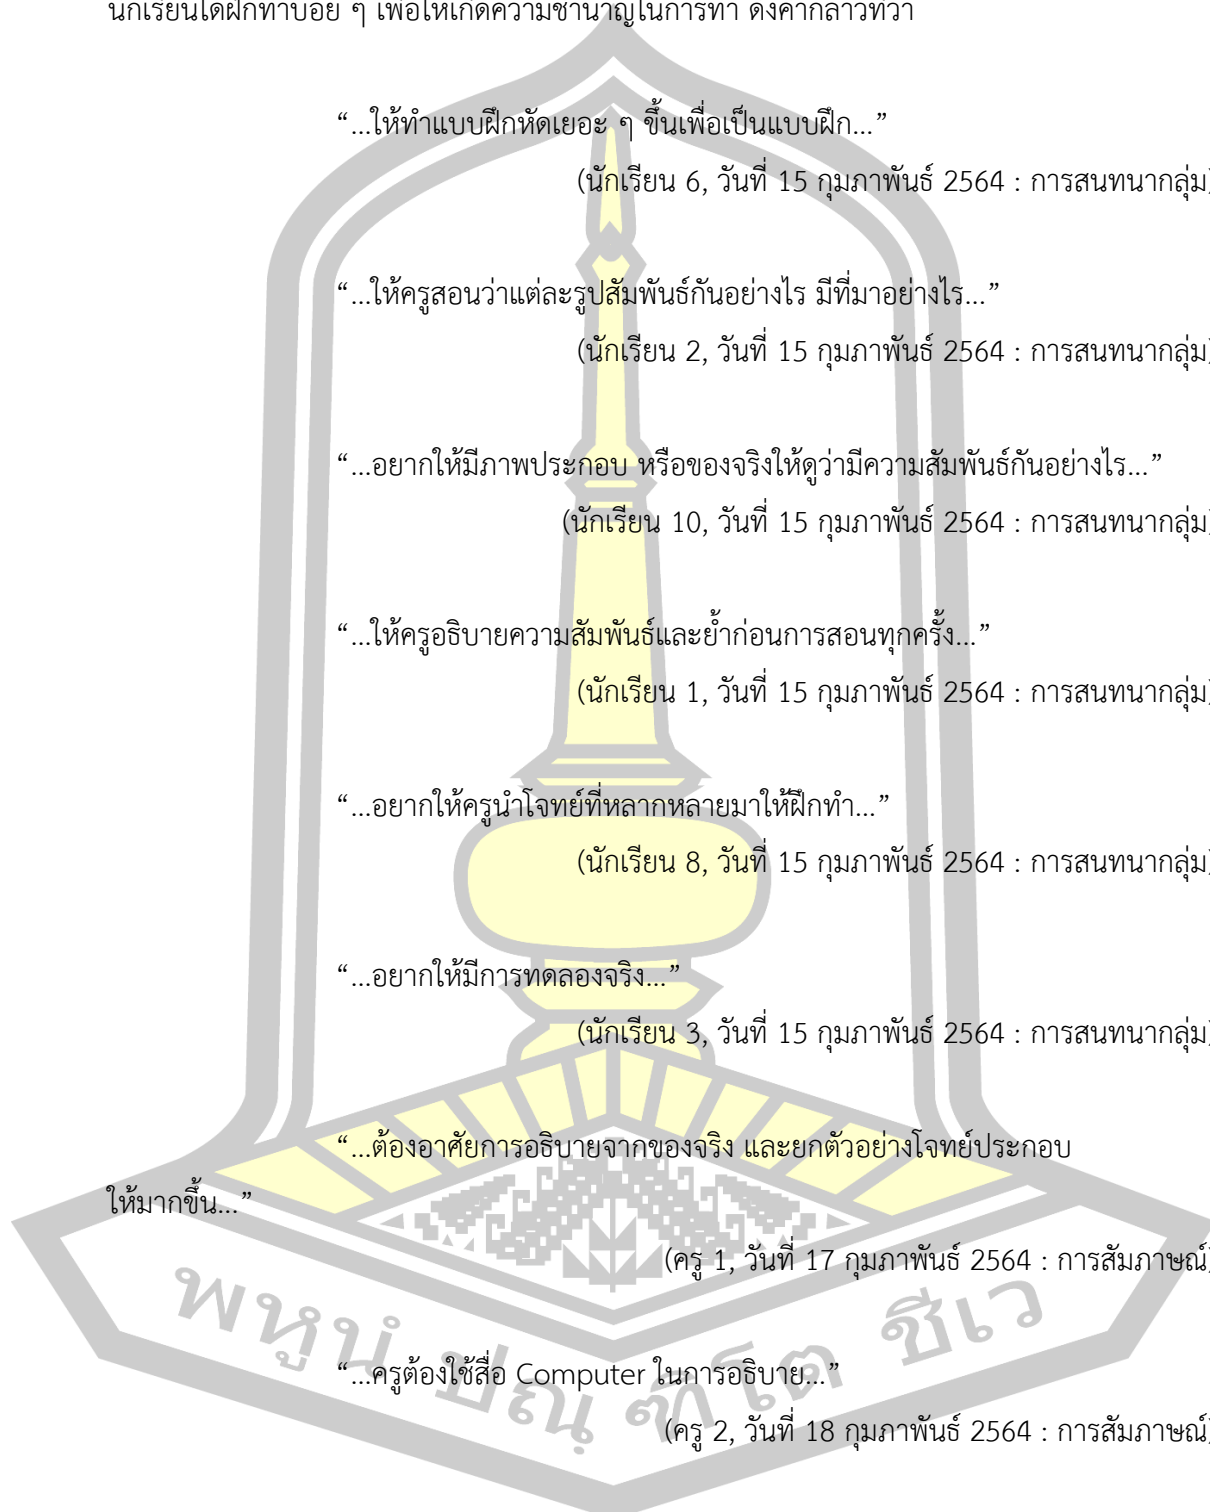 นักเรียนได้ฝึกทำบ่อย ๆ เพื่อให้เกิดความชำนาญในการทำ ดังคำกล่าวที่ว่า
“...ให้ทำแบบฝึกหัดเยอะ ๆ ขึ้นเพื่อเป็นแบบฝึก...”
(นักเรียน 6, วันที่ 15 กุมภาพันธ์ 2564 : การสนทนากลุ่ม)
“...ให้ครูสอนว่าแต่ละรูปสัมพันธ์กันอย่างไร มีที่มาอย่างไร...”
(นักเรียน 2, วันที่ 15 กุมภาพันธ์ 2564 : การสนทนากลุ่ม)
“...อยากให้มีภาพประกอบ หรือของจริงให้ดูว่ามีความสัมพันธ์กันอย่างไร...”
(นักเรียน 10, วันที่ 15 กุมภาพันธ์ 2564 : การสนทนากลุ่ม)
“...ให้ครูอธิบายความสัมพันธ์และย้ำก่อนการสอนทุกครั้ง...”
(นักเรียน 1, วันที่ 15 กุมภาพันธ์ 2564 : การสนทนากลุ่ม)
“...อยากให้ครูนำโจทย์ที่หลากหลายมาให้ฝึกทำ...”
(นักเรียน 8, วันที่ 15 กุมภาพันธ์ 2564 : การสนทนากลุ่ม)
“...อยากให้มีการทดลองจริง...”
(นักเรียน 3, วันที่ 15 กุมภาพันธ์ 2564 : การสนทนากลุ่ม)
“...ต้องอาศัยการอธิบายจากของจริง และยกตัวอย่างโจทย์ประกอบ
ให้มากขึ้น...”
(ครู 1, วันที่ 17 กุมภาพันธ์ 2564 : การสัมภาษณ์)
“...ครูต้องใช้สื่อ Computer ในการอธิบาย...”
(ครู 2, วันที่ 18 กุมภาพันธ์ 2564 : การสัมภาษณ์)
พหูนํ ปณฺฑิโต ชีเว